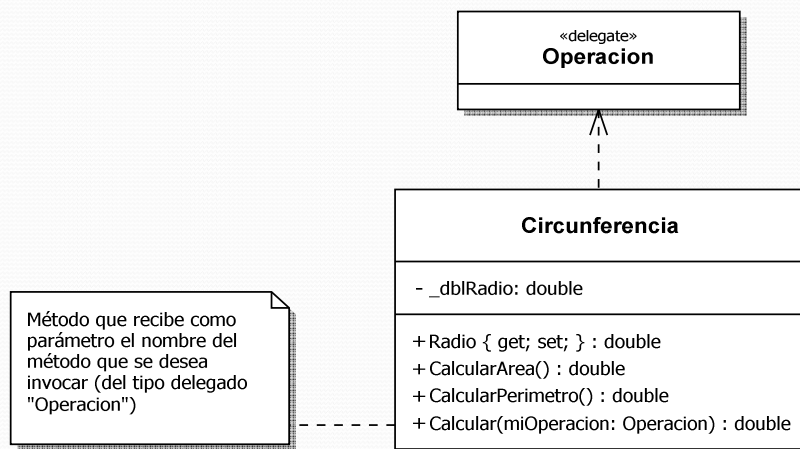 «delegate»
Operacion
Circunferencia
- _dblRadio: double
+ Radio { get; set; } : double
+ CalcularArea() : double
+ CalcularPerimetro() : double
+ Calcular(miOperacion: Operacion) : double
Método que recibe como
parámetro el nombre del
método que se desea
invocar (del tipo delegado
"Operacion")